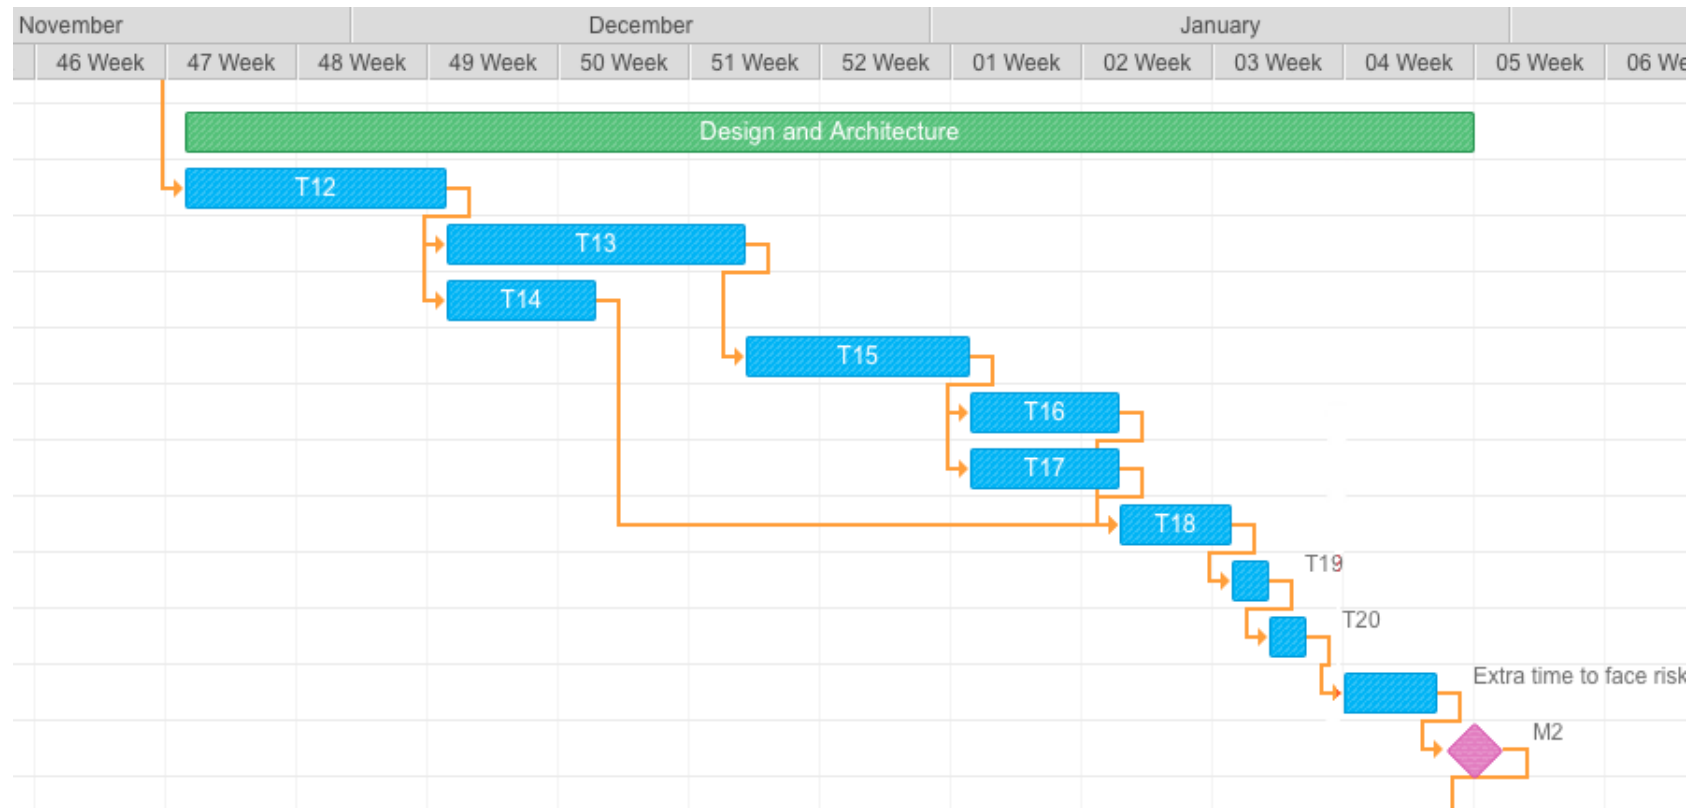 November December January
46 Week 47 Week 48 Week 49 Week 50 Week 51 Week 52 Week 01 Week 02 Week 03 Week 04 Week 05 Week 06 We
Design and Architecture
T12
T13
T14
T15
T16
T17
T18
T19
T20
Extra time to face risk
M2